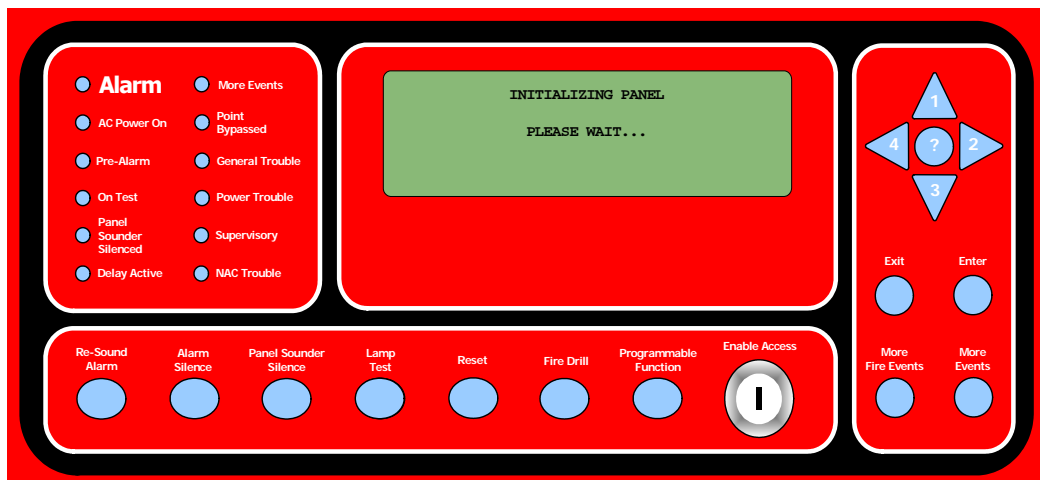 Alarm
AC Power On
Pre-Alarm
On Test
Panel
Sounder
Silenced
Delay Active
More Events
Point
Bypassed
General Trouble
Power Trouble
Supervisory
NAC Trouble
INITIALIZING PANEL
PLEASE WAIT...
1
4
?
2
3
Exit
Enter
More
Fire Events
More
Events
Re-Sound
Alarm
Alarm
Silence
Panel Sounder
Silence
Lamp
Test
Reset
Fire Drill
Programmable
Function
Enable Access